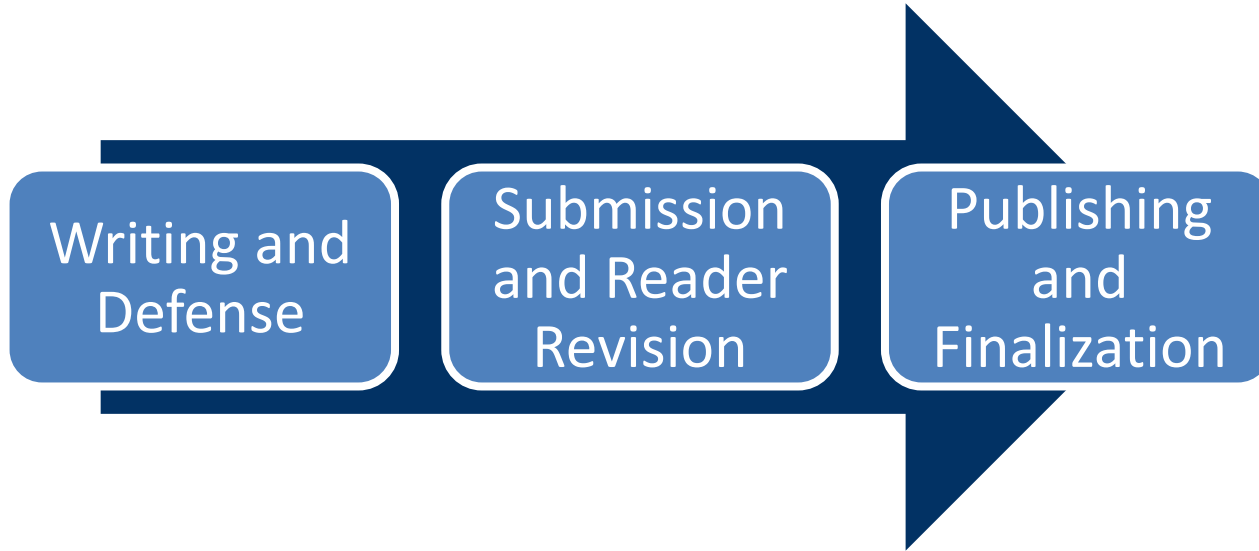 Writing and
Defense
Submission
and Reader
Revision
Publishing
and
Finalization